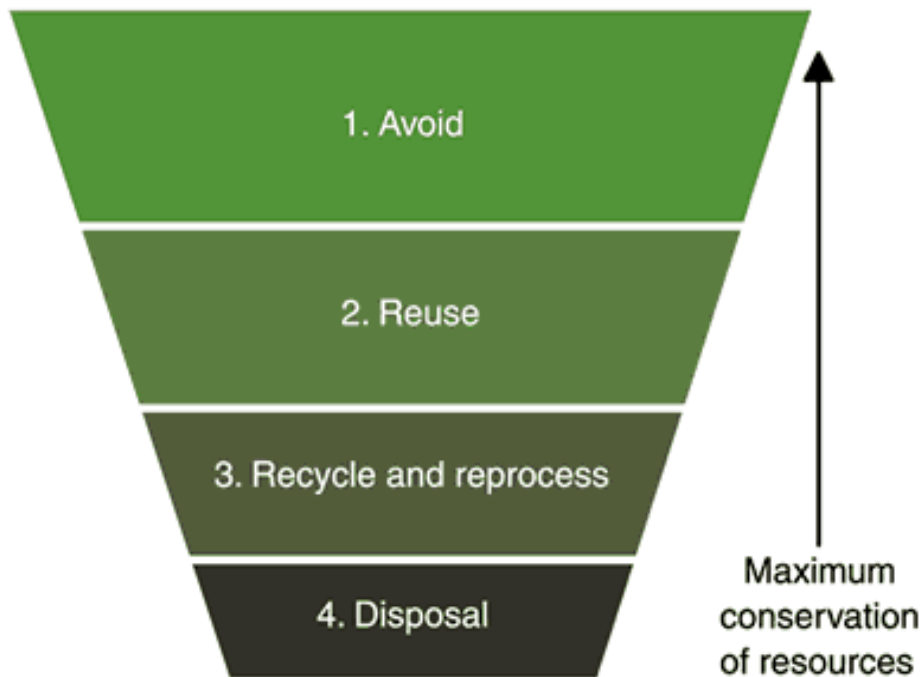 1. Avoid
2. Reuse
3. Recycle and reprocess
4. Disposal
Maximum
conservation
of resources